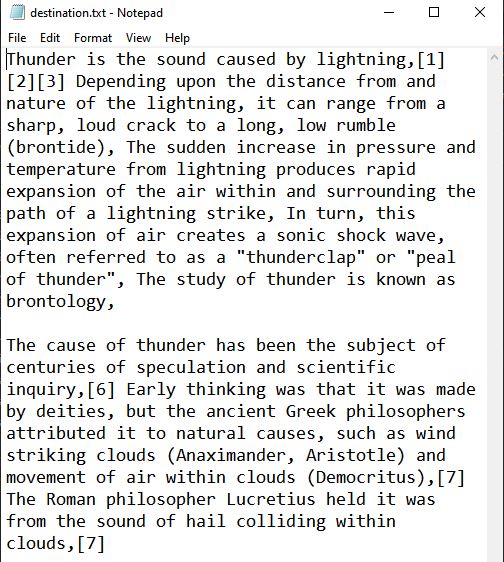 destination.txt - Notepad
File Edit Format View Help
Thunder is the sound caused by lightning,[1]
[2][3] Depending upon the distance from and
nature of the lightning, it can range from a
sharp, loud crack to a long, low rumble
(brontide), The sudden increase in pressure and
temperature from lightning produces rapid
expansion of the air within and surrounding the
path of a lightning strike, In turn, this
expansion of air creates a sonic shock wave,
often referred to as a "thunderclap" or "peal
of thunder", The study of thunder is known as
brontology,

The cause of thunder has been the subject of
centuries of speculation and scientific
inquiry,[6] Early thinking was that it was made
by deities, but the ancient Greek philosophers
attributed it to natural causes, such as wind
striking clouds (Anaximander, Aristotle) and
movement of air within clouds (Democritus),[7]
The Roman philosopher Lucretius held it was
from the sound of hail colliding within
clouds,[7]